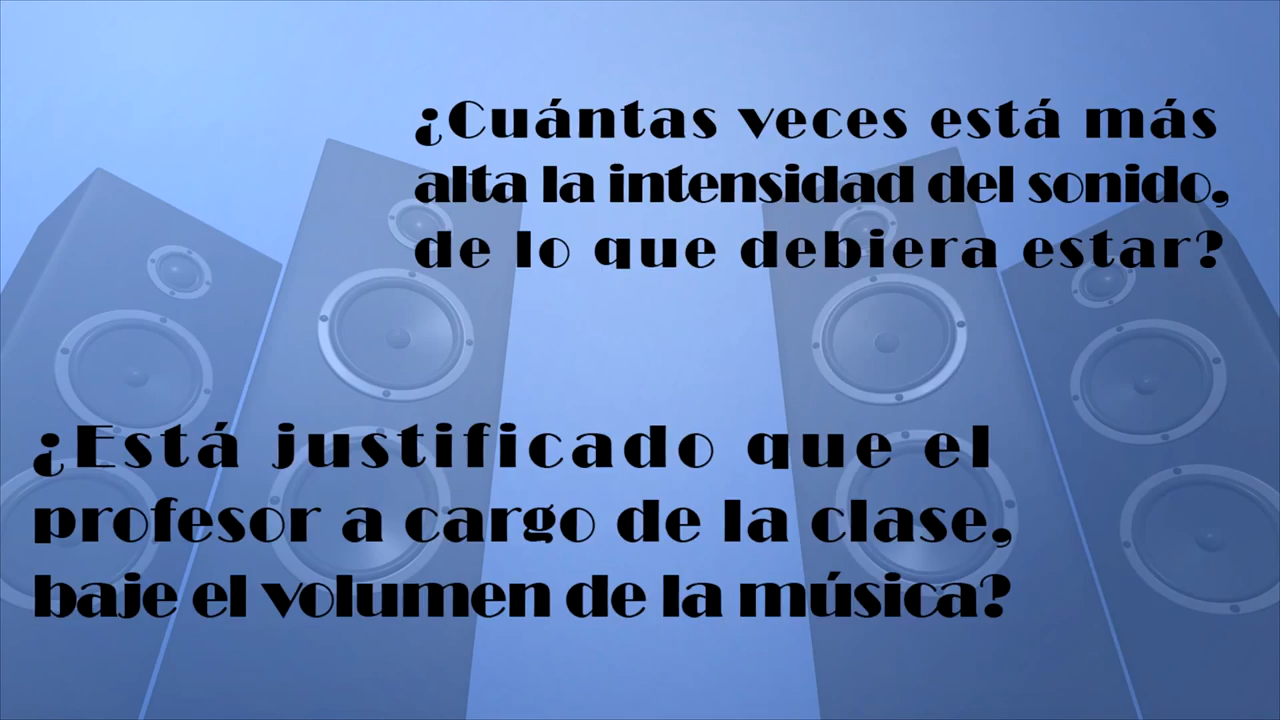 ¿Cuántas veces está más
alta la intensidad del sonido,
de lo que debiera estar?
¿Está justificado que el
profesor a cargo de la clase,
baje el volumen de la música?